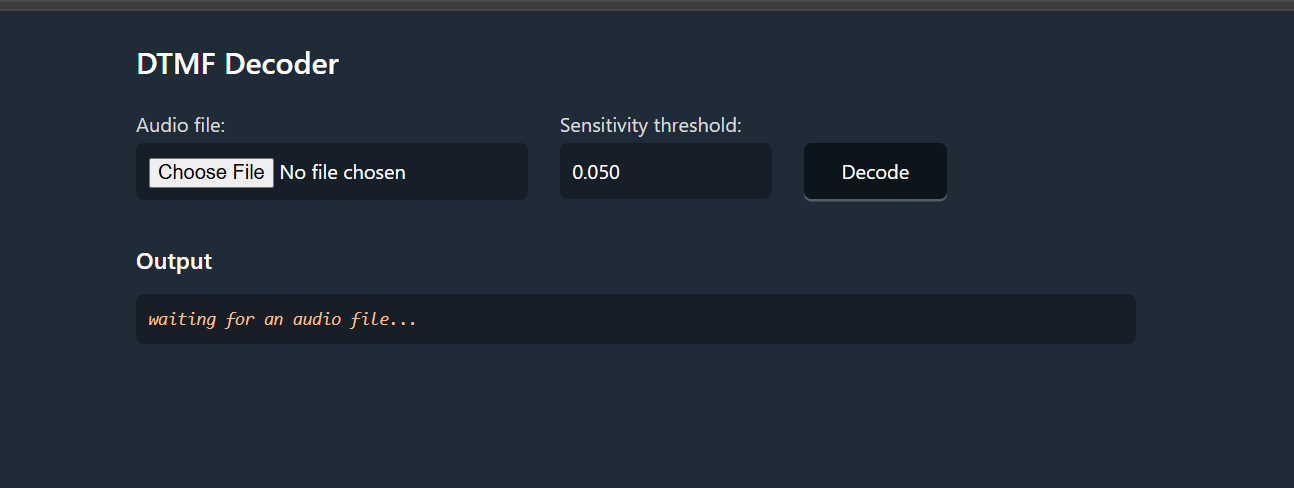 DTMF Decoder
Audio file:
Sensitivity threshold:
Choose File No file chosen
0.050
Decode
Output
waiting for an audio file...